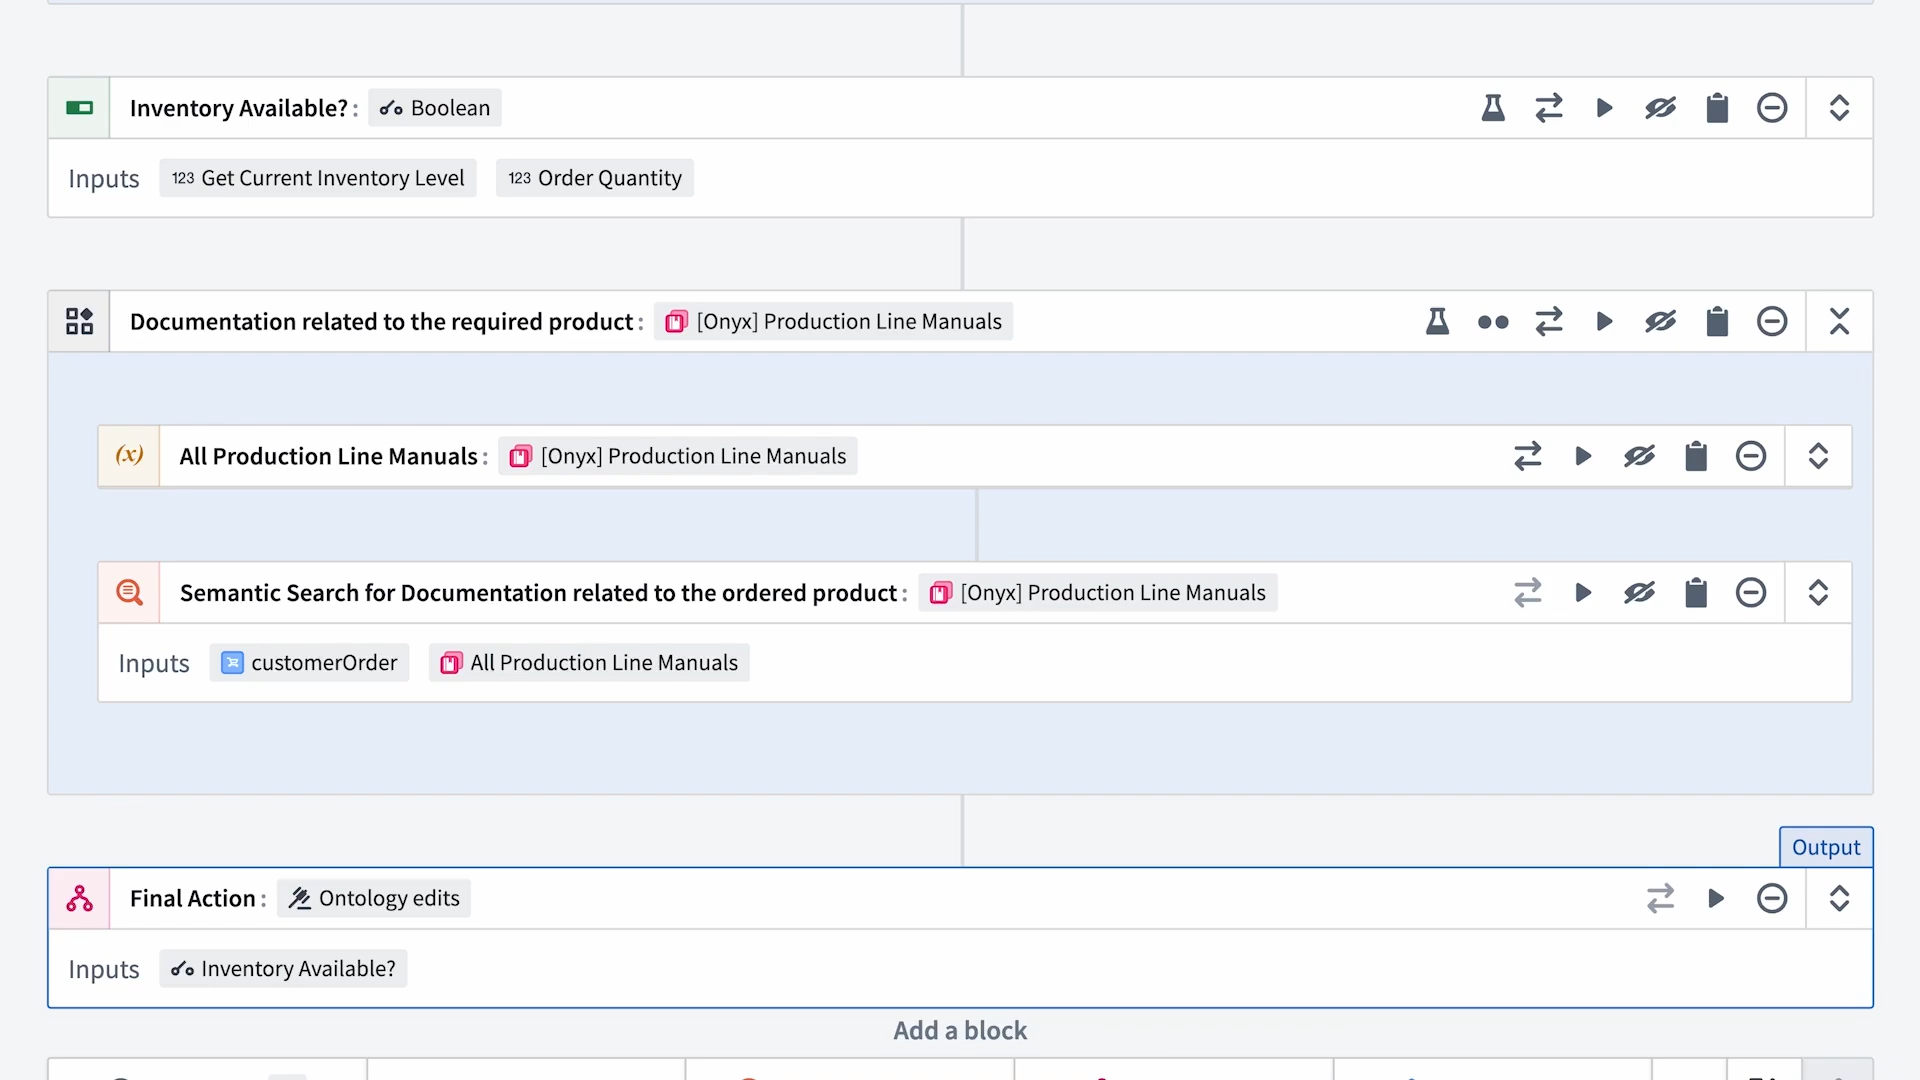 Inventory Available? : Boolean
Inputs 123 Get Current Inventory Level 123 Order Quantity
Documentation related to the required product : [Onyx] Production Line Manuals
(x) All Production Line Manuals : [Onyx] Production Line Manuals
Semantic Search for Documentation related to the ordered product : [Onyx] Production Line Manuals
Inputs customerOrder All Production Line Manuals
Output
Final Action : Ontology edits
Inputs Inventory Available?
Add a block